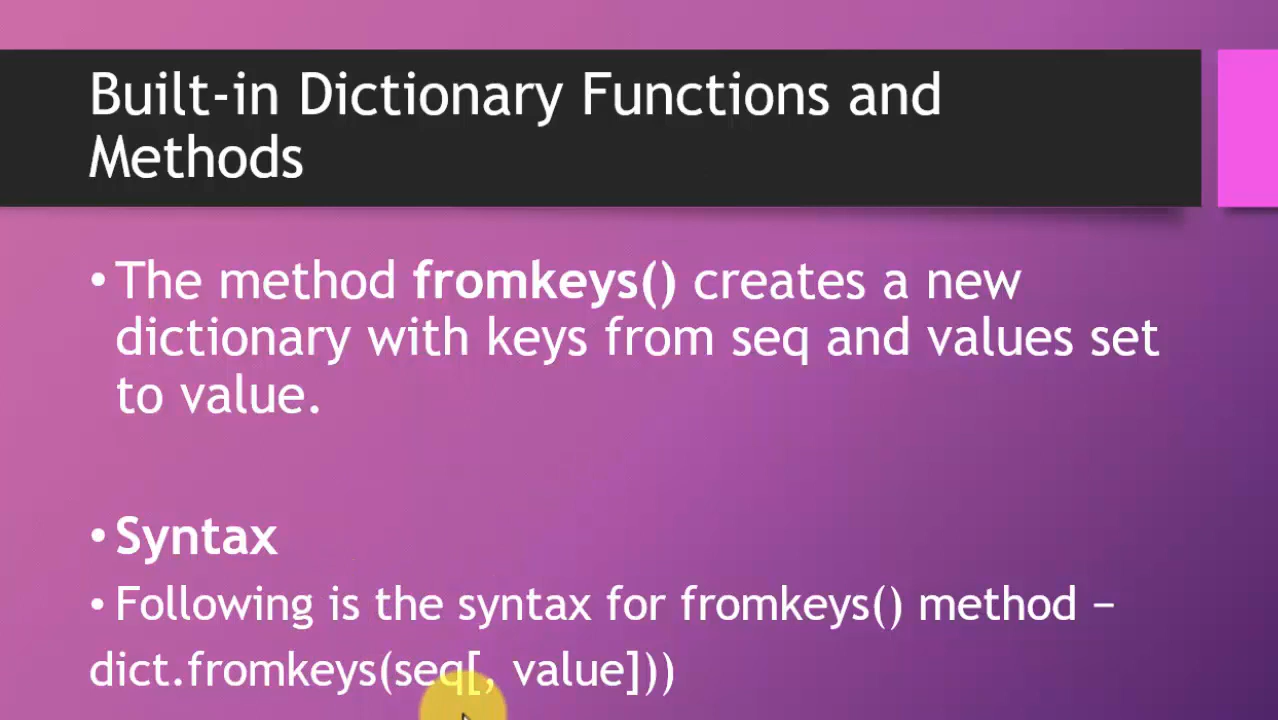 Built-in Dictionary Functions and
Methods
• The method fromkeys() creates a new
dictionary with keys from seq and values set
to value.
• Syntax
• Following is the syntax for fromkeys() method −
dict.fromkeys(seq[, value]))